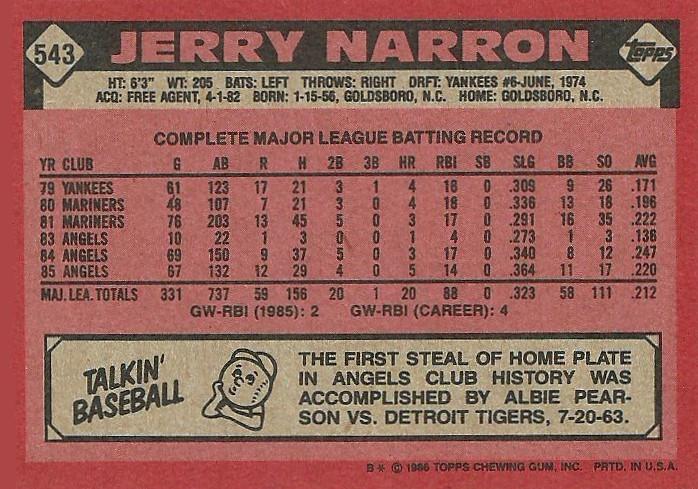 543 JERRY NARRON Topps
HT: 6'3" WT: 205 BATS: LEFT THROWS: RIGHT DRFT: YANKEES #6-JUNE, 1974
ACQ: FREE AGENT, 4-1-82 BORN: 1-15-56, GOLDSBORO, N.C. HOME: GOLDSBORO, N.C.
COMPLETE MAJOR LEAGUE BATTING RECORD
YR CLUB G AB R H 2B 3B HR RBI SB SLG BB SO AVG
79 YANKEES 61 123 17 21 3 1 4 18 0 .309 9 26 .171
80 MARINERS 48 107 7 21 3 0 4 18 0 .336 13 18 .196
81 MARINERS 76 203 13 45 5 0 3 17 0 .291 16 35 .222
83 ANGELS 10 22 1 3 0 0 1 4 0 .273 1 3 .136
84 ANGELS 69 150 9 37 5 0 3 17 0 .340 8 12 .247
85 ANGELS 67 132 12 29 4 0 5 14 0 .364 11 17 .220
MAJ. LEA. TOTALS 331 737 59 156 20 1 20 88 0 .323 58 111 .212
GW-RBI (1985): 2 GW-RBI (CAREER): 4
TALKIN'
BASEBALL
THE FIRST STEAL OF HOME PLATE
IN ANGELS CLUB HISTORY WAS
ACCOMPLISHED BY ALBIE PEAR-
SON VS. DETROIT TIGERS, 7-20-63.
B* © 1986 TOPPS CHEWING GUM, INC. PRTD. IN U.S.A.